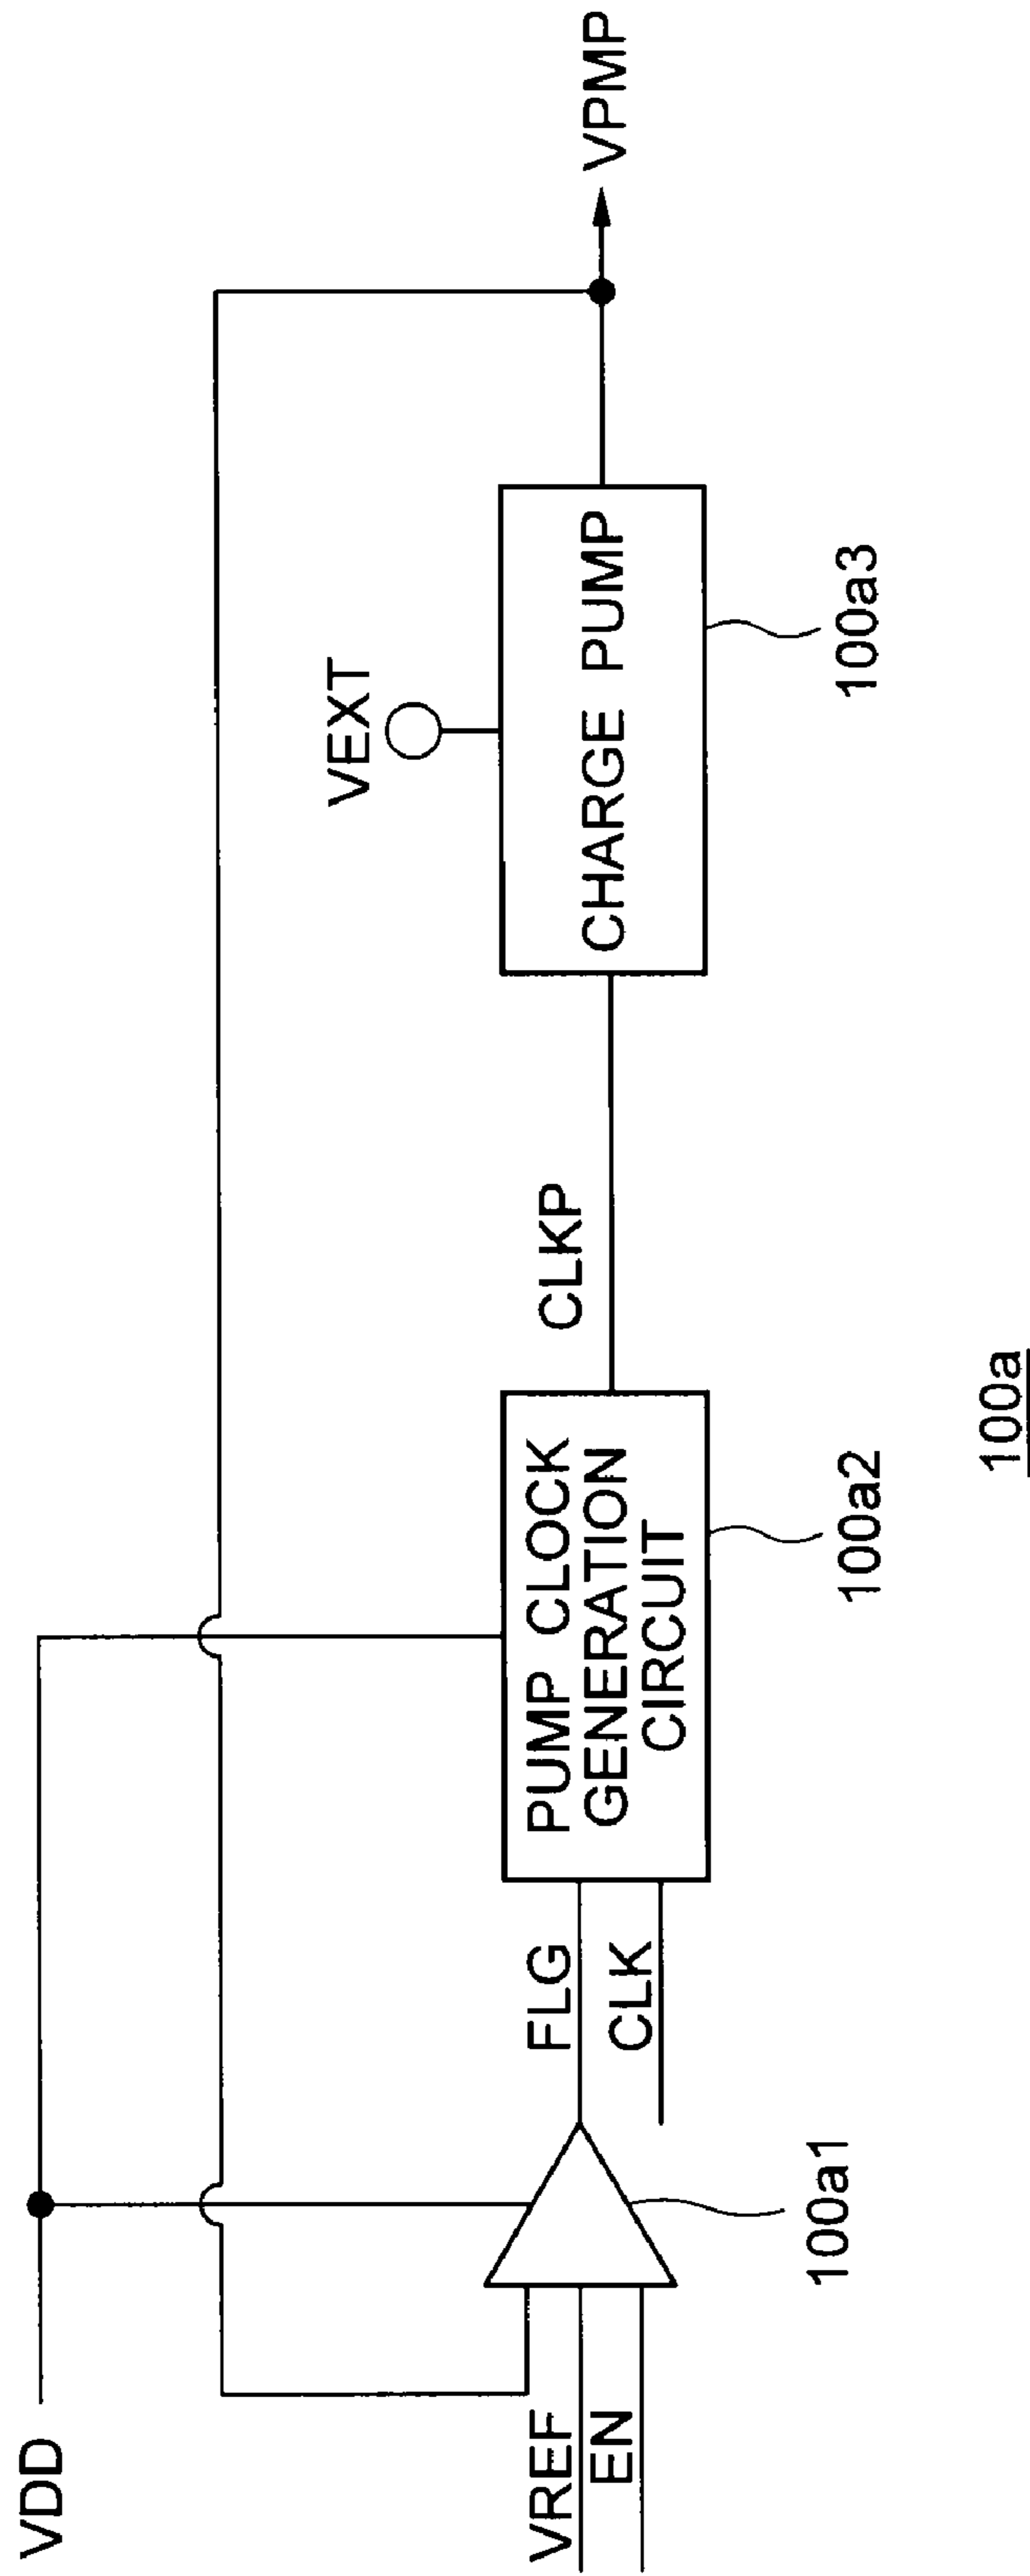 VDD
VREF
EN
100a1
FLG
CLK
PUMP CLOCK
GENERATION
CIRCUIT
100a2
CLKP
VEXT
CHARGE PUMP
100a3
VPMP
100a